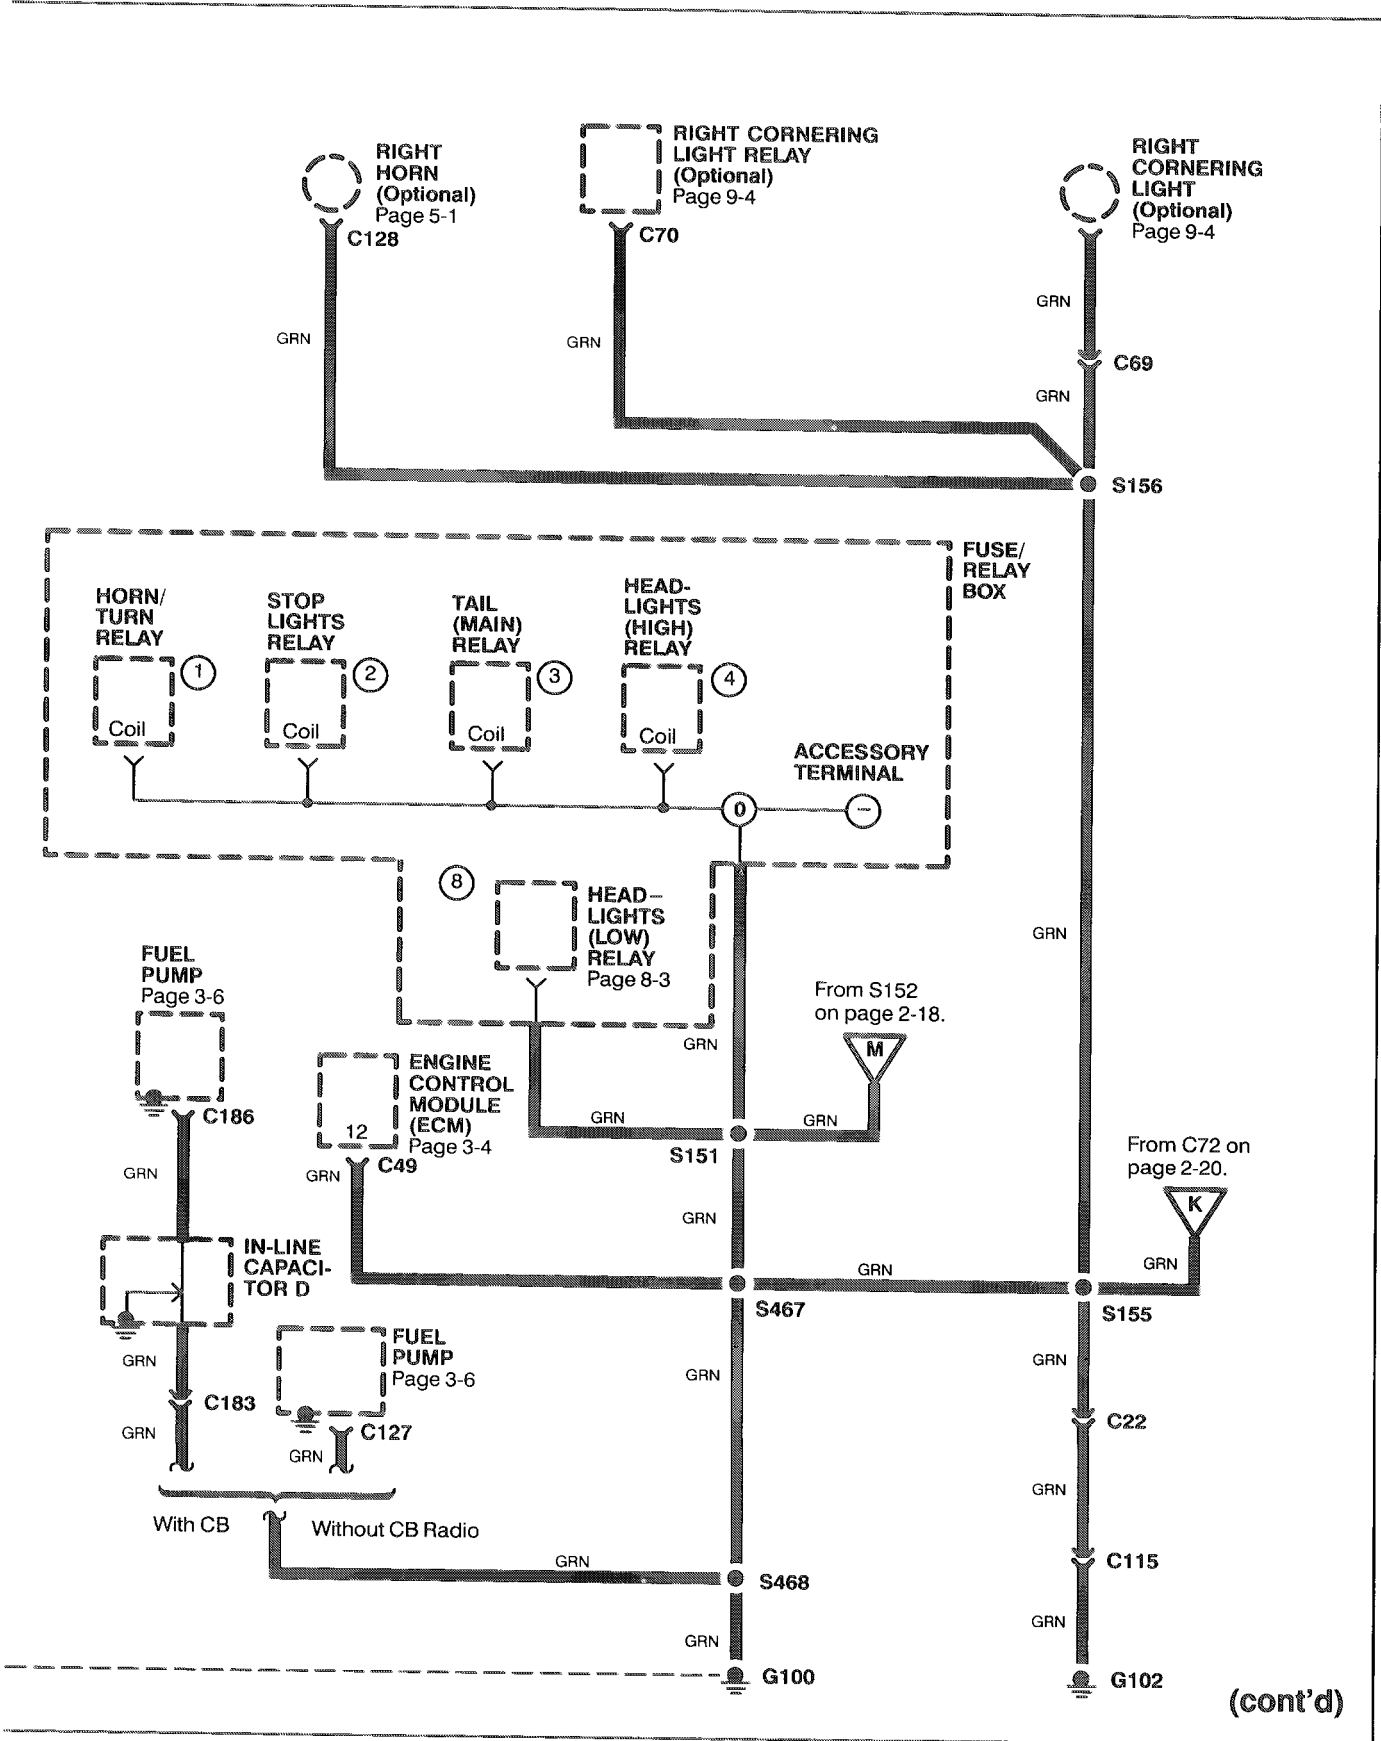 RIGHT
HORN
(Optional)
Page 5-1
C128
RIGHT CORNERING
LIGHT RELAY
(Optional)
Page 9-4
C70
RIGHT
CORNERING
LIGHT
(Optional)
Page 9-4
GRN
C69
GRN
GRN
GRN
S156
FUSE/
RELAY
BOX
HORN/
TURN
RELAY
1
Coil
STOP
LIGHTS
RELAY
2
Coil
TAIL
(MAIN)
RELAY
3
Coil
HEAD-
LIGHTS
(HIGH)
RELAY
4
Coil
ACCESSORY
TERMINAL
0
−
8
HEAD–
LIGHTS
(LOW)
RELAY
Page 8-3
GRN
FUEL
PUMP
Page 3-6
C186
GRN
ENGINE
CONTROL
MODULE
(ECM)
Page 3-4
12
C49
GRN
GRN
From S152
on page 2-18.
M
GRN
GRN
S151
GRN
From C72 on
page 2-20.
K
GRN
IN-LINE
CAPACI-
TOR D
GRN
S467
S155
GRN
C183
GRN
FUEL
PUMP
Page 3-6
C127
GRN
GRN
GRN
C22
GRN
With CB
Without CB Radio
GRN
S468
C115
GRN
GRN
G100
G102
(cont'd)